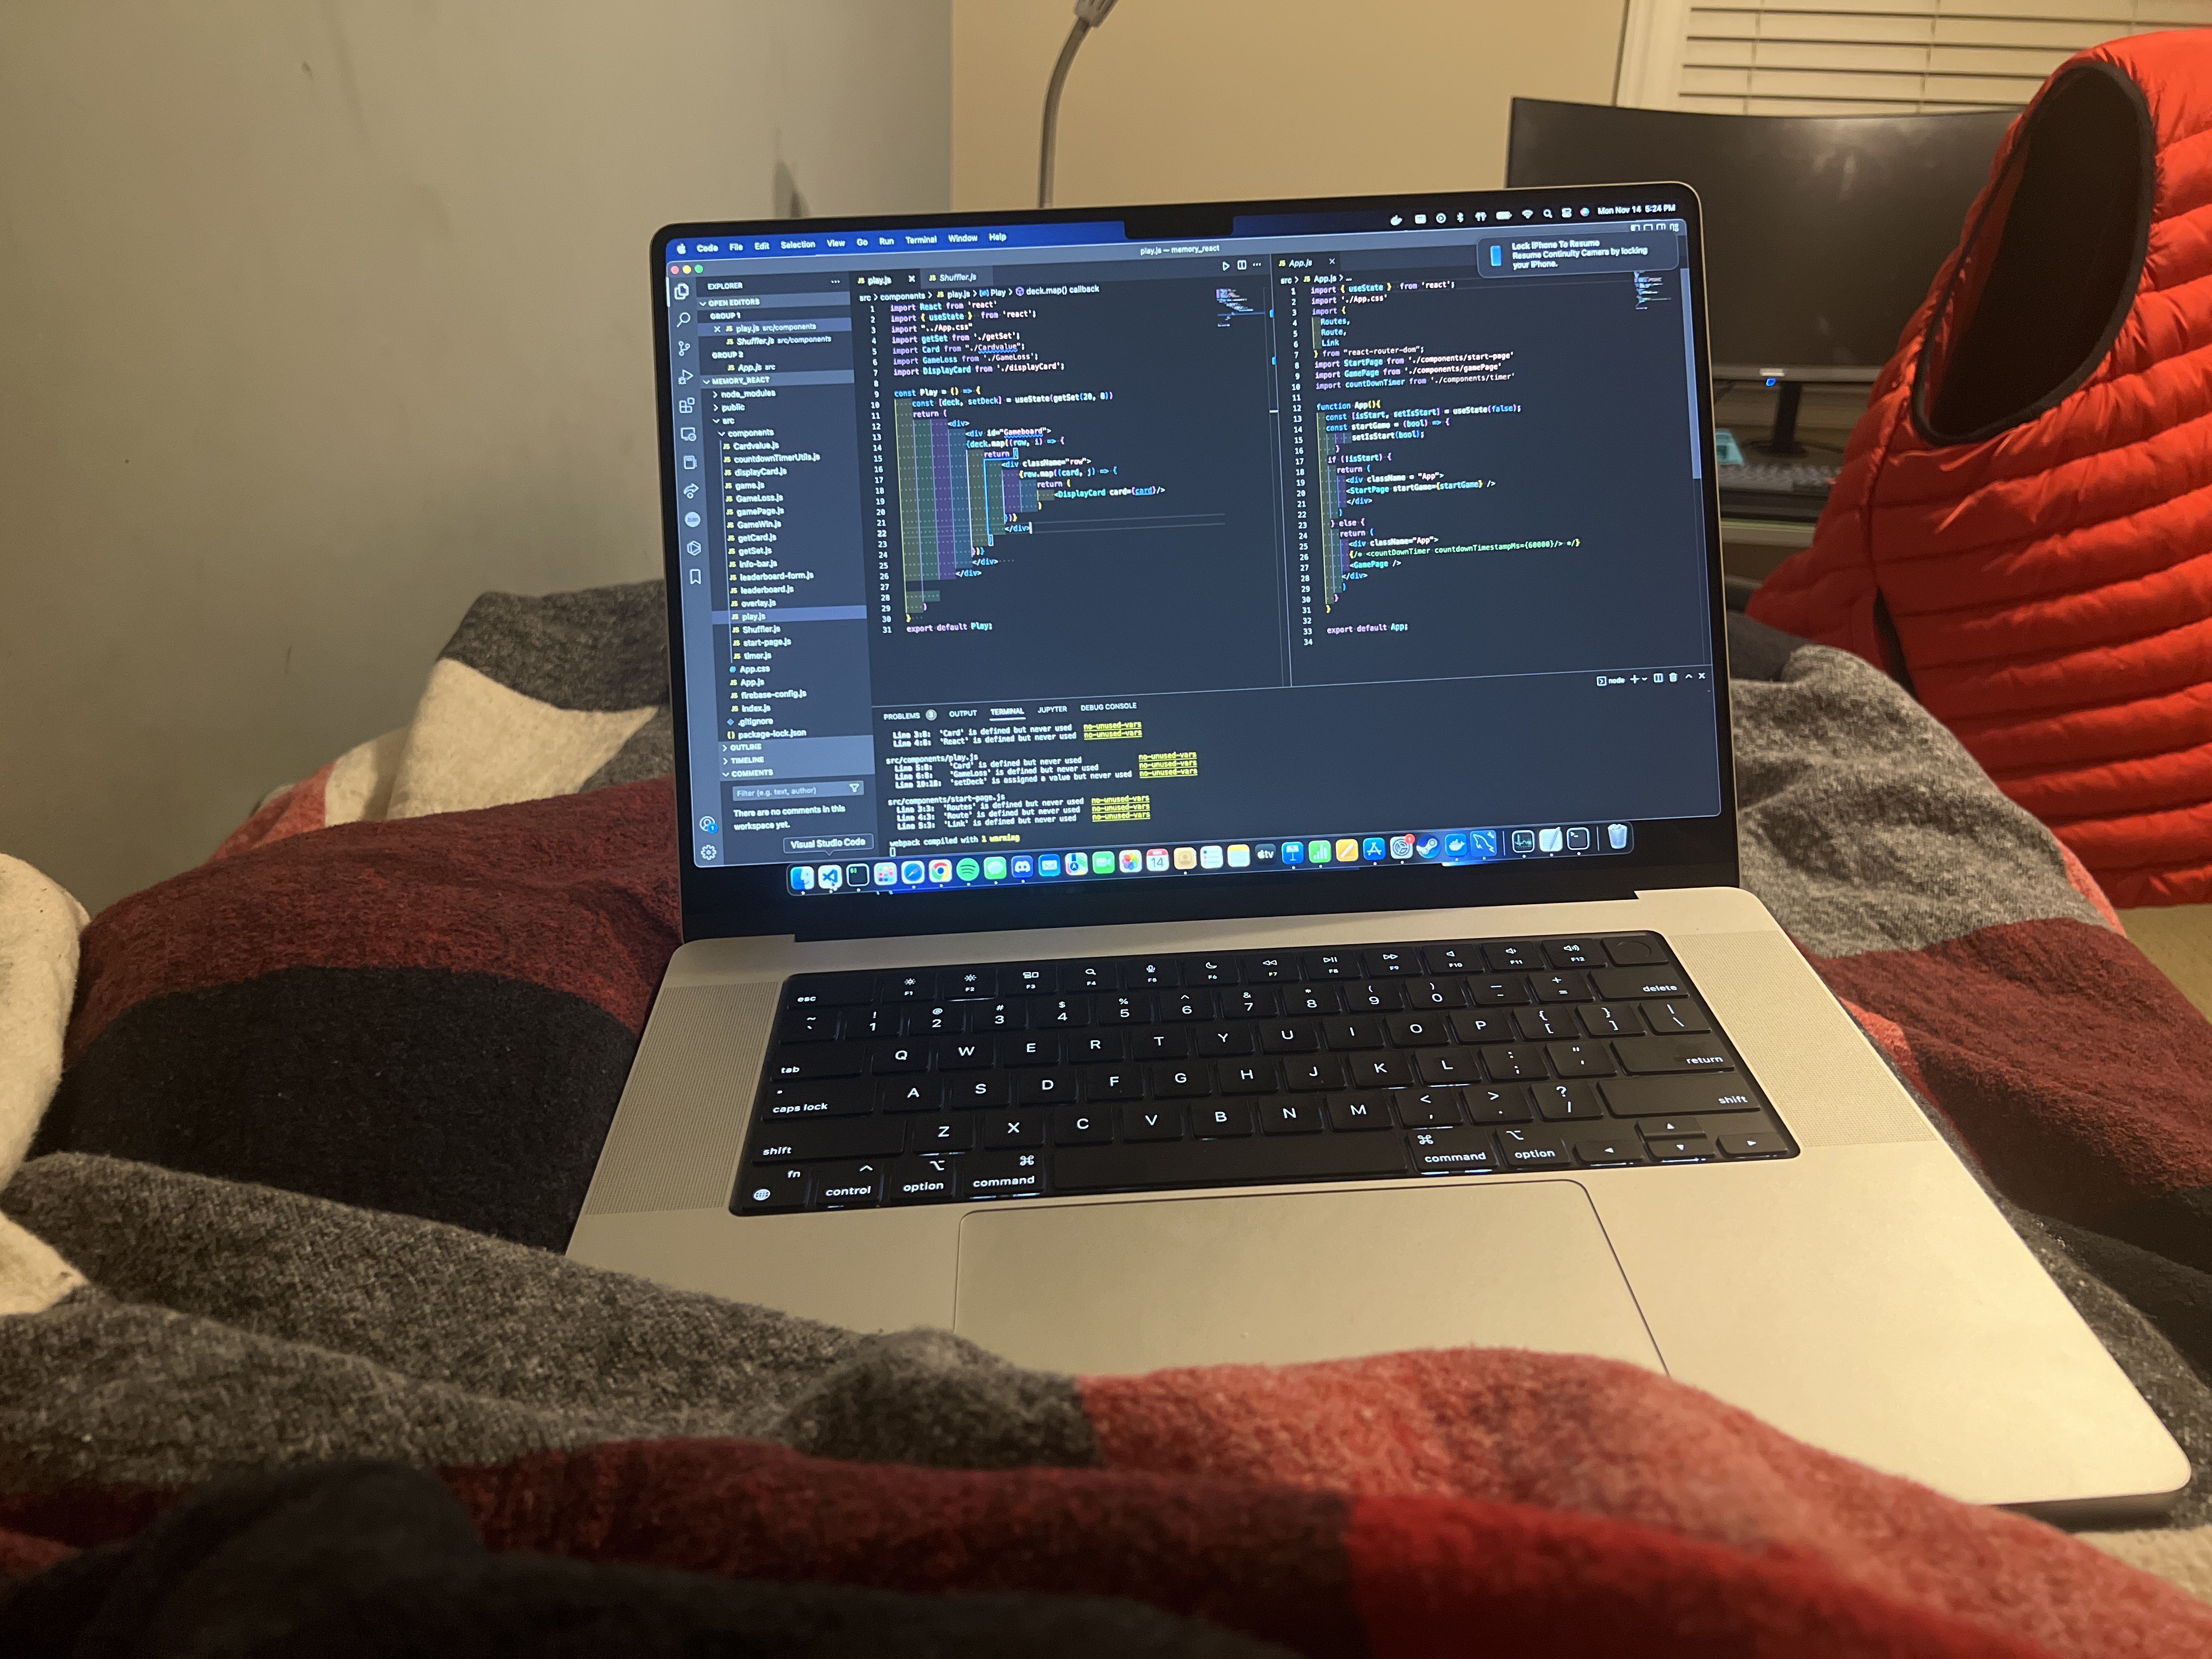 Code File Edit Selection View Go Run Terminal Window Help
Mon Nov 14 5:24 PM
play.js — memory_react
Lock iPhone To Resume
Resume Continuity Camera by locking
your iPhone.
EXPLORER
OPEN EDITORS
GROUP 1
play.js src/components
Shuffler.js src/components
GROUP 2
App.js src
MEMORY_REACT
node_modules
public
src
components
Cardvalue.js
countdownTimerUtils.js
displayCard.js
game.js
GameLoss.js
gamePage.js
GameWin.js
getCard.js
getSet.js
info-bar.js
leaderboard-form.js
leaderboard.js
overlay.js
play.js
Shuffler.js
start-page.js
timer.js
App.css
App.js
firebase-config.js
index.js
.gitignore
package-lock.json
OUTLINE
TIMELINE
COMMENTS
Filter (e.g. text, author)
There are no comments in this
workspace yet.
Visual Studio Code
play.js Shuffler.js
src > components > play.js > Play > deck.map() callback
1 import React from 'react'
2 import { useState } from 'react';
3 import "../App.css"
4 import getSet from './getSet';
5 import Card from "./Cardvalue";
6 import GameLoss from './GameLoss';
7 import DisplayCard from './displayCard';
8
9 const Play = () => {
10 const [deck, setDeck] = useState(getSet(20, 0))
11 return (
12 <div>
13 <div id="Gameboard">
14 {deck.map((row, i) => {
15 return (
16 <div className="row">
17 {row.map((card, j) => {
18 return (
19 <DisplayCard card={card}/>
20 )
21 })}
22 </div>
23 )
24 })}
25 </div>
26 </div>
27
28
29 )
30 }
31 export default Play;
App.js
src > App.js > ...
1 import { useState } from 'react';
2 import './App.css'
3 import {
4 Routes,
5 Route,
6 Link
7 } from "react-router-dom";
8 import StartPage from './components/start-page'
9 import GamePage from './components/gamePage'
10 import countDownTimer from './components/timer'
11
12 function App(){
13 const [isStart, setIsStart] = useState(false);
14 const startGame = (bool) => {
15 setIsStart(bool);
16 }
17 if (!isStart) {
18 return (
19 <div className = "App">
20 <StartPage startGame={startGame} />
21 </div>
22 )
23 } else {
24 return (
25 <div className="App">
26 {/* <countDownTimer countdownTimestampMs={60000}/> */}
27 <GamePage />
28 </div>
29 )
30 }
31 }
32
33 export default App;
34
PROBLEMS OUTPUT TERMINAL JUPYTER DEBUG CONSOLE
node
Line 3:8: 'Card' is defined but never used no-unused-vars
Line 4:8: 'React' is defined but never used no-unused-vars
src/components/play.js
Line 5:8: 'Card' is defined but never used no-unused-vars
Line 6:8: 'GameLoss' is defined but never used no-unused-vars
Line 10:16: 'setDeck' is assigned a value but never used no-unused-vars
src/components/start-page.js
Line 3:3: 'Routes' is defined but never used no-unused-vars
Line 4:3: 'Route' is defined but never used no-unused-vars
Line 5:3: 'Link' is defined but never used no-unused-vars
webpack compiled with 1 warning
14
tv
esc F1 F2 F3 F4 F5 F6 F7 F8 F9 F10 F11 F12
~ ` ! 1 @ 2 # 3 $ 4 % 5 ^ 6 & 7 * 8 ( 9 ) 0 _ - + = delete
tab Q W E R T Y U I O P { [ } ] | \
caps lock A S D F G H J K L : ; " ' return
shift Z X C V B N M < , > . ? / shift
fn control option command command option